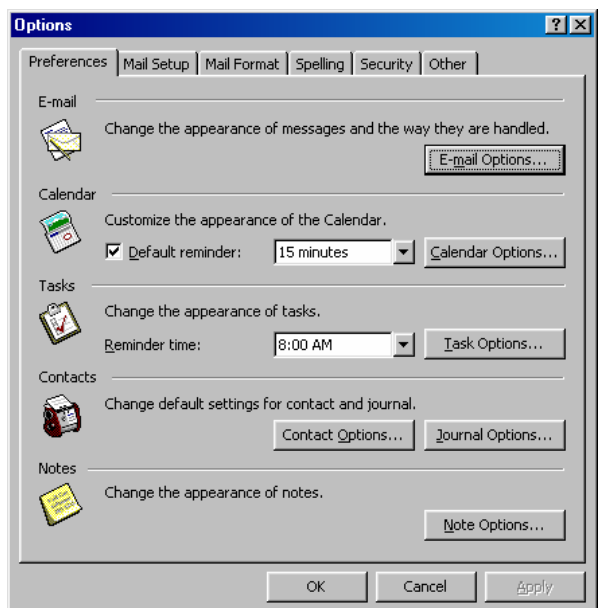 Options
Preferences Mail Setup Mail Format Spelling Security Other
E-mail
Change the appearance of messages and the way they are handled.
E-mail Options...
Calendar
Customize the appearance of the Calendar.
Default reminder: 15 minutes Calendar Options...
Tasks
Change the appearance of tasks.
Reminder time: 8:00 AM Task Options...
Contacts
Change default settings for contact and journal.
Contact Options... Journal Options...
Notes
Change the appearance of notes.
Note Options...
OK Cancel Apply